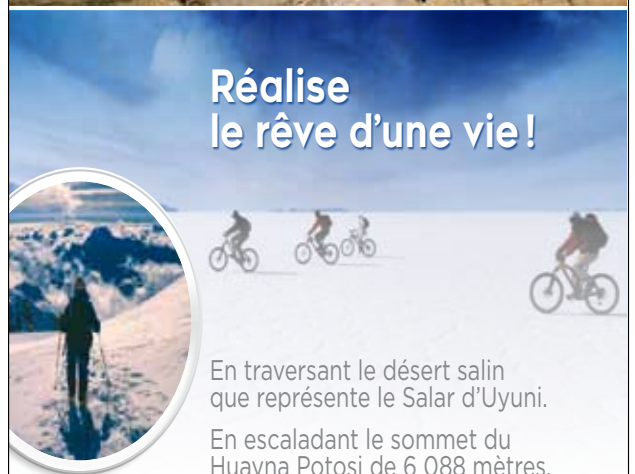 Réalise
le rêve d'une vie !
En traversant le désert salin
que représente le Salar d'Uyuni.
En escaladant le sommet du
Huayna Potosi de 6 088 mètres.